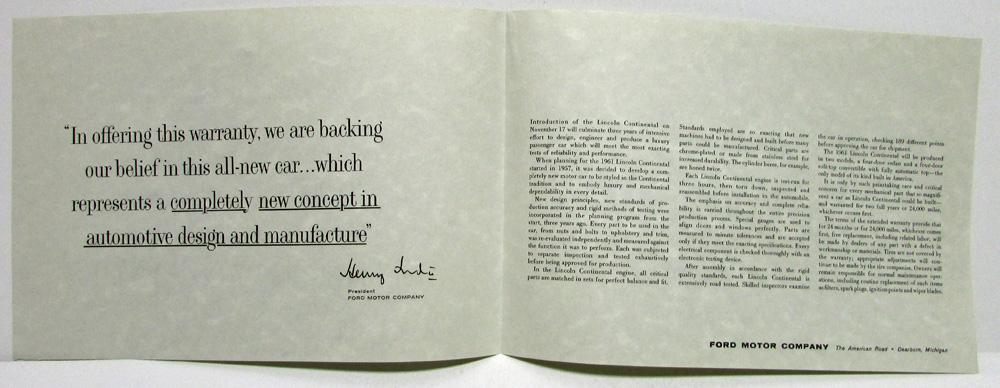 “In offering this warranty, we are backing
our belief in this all-new car...which
represents a completely new concept in
automotive design and manufacture”
President
FORD MOTOR COMPANY
Introduction of the Lincoln Continental on
November 17 will culminate three years of intensive
effort to design, engineer and produce a luxury
passenger car which will meet the most exacting
tests of reliability and performance.
When planning for the 1961 Lincoln Continental
started in 1957, it was decided to develop a com-
pletely new motor car to be styled in the Continental
tradition and to embody luxury and mechanical
dependability in every detail.
New design principles, new standards of pro-
duction accuracy and rigid methods of testing were
incorporated in the planning program from the
start, three years ago. Every part to be used in the
car, from nuts and bolts to upholstery and trim,
was re-evaluated independently and measured against
the function it was to perform. Each was subjected
to separate inspection and tested exhaustively
before being approved for production.
In the Lincoln Continental engine, all critical
parts are matched in sets for perfect balance and fit.
Standards employed are so exacting that new
machines had to be designed and built before many
parts could be manufactured. Critical parts are
chrome-plated or made from stainless steel for
increased durability. The cylinder bores, for example,
are honed twice.
Each Lincoln Continental engine is test-run for
three hours, then torn down, inspected and
reassembled before installation in the automobile.
The emphasis on accuracy and complete relia-
bility is carried throughout the entire precision
production process. Special gauges are used to
align doors and windows perfectly. Parts are
measured to minute tolerances and are accepted
only if they meet the exacting specifications. Every
electrical component is checked thoroughly with an
electronic testing device.
After assembly in accordance with the rigid
quality standards, each Lincoln Continental is
extensively road tested. Skilled inspectors examine
the car in operation, checking 189 different points
before approving the car for shipment.
The 1961 Lincoln Continental will be produced
in two models, a four-door sedan and a four-door
convertible with fully automatic top—the
only model of its kind built in America.
It is only by such painstaking care and critical
concern for every mechanical part that so magnifi-
cent a car as Lincoln Continental could be built—
and warranted for two full years or 24,000 miles,
whichever occurs first.
The terms of the extended warranty provide that
for 24 months or for 24,000 miles, whichever comes
first, free replacement, including related labor, will
be made by dealers of any part with a defect in
workmanship or materials. Tires are not covered by
the warranty; appropriate adjustments will con-
tinue to be made by the tire companies. Owners will
remain responsible for normal maintenance oper-
ations, including routine replacement of such items
as filters, spark plugs, ignition points and wiper blades.
FORD MOTOR COMPANY The American Road • Dearborn, Michigan